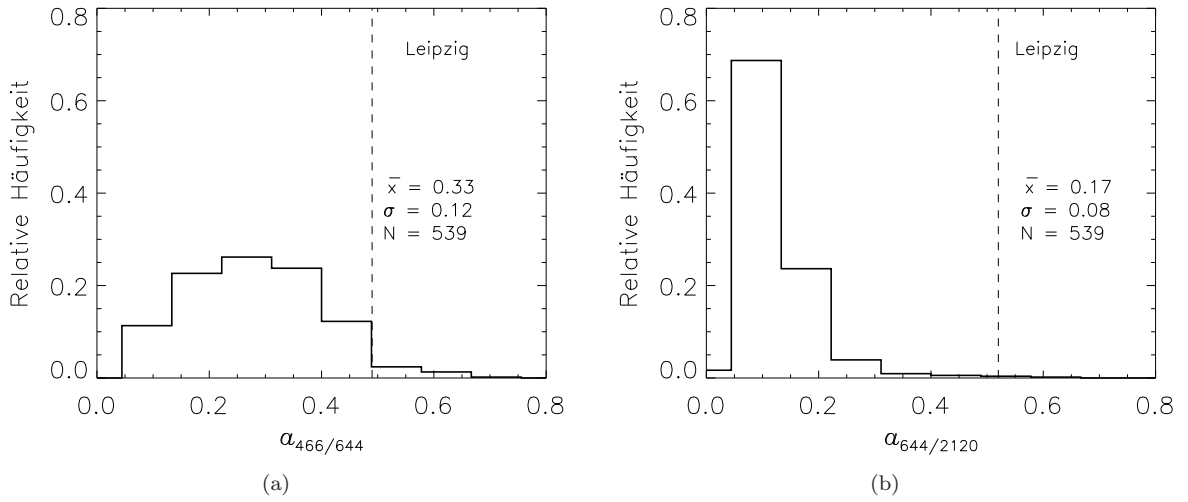 0.8
0.6
0.4
0.2
0.0
Relative Häufigkeit
Leipzig
x̅ = 0.33
σ = 0.12
N = 539
0.0 0.2 0.4 0.6 0.8
a466/644
(a)
0.8
0.6
0.4
0.2
0.0
Relative Häufigkeit
Leipzig
x̅ = 0.17
σ = 0.08
N = 539
0.0 0.2 0.4 0.6 0.8
a644/2120
(b)